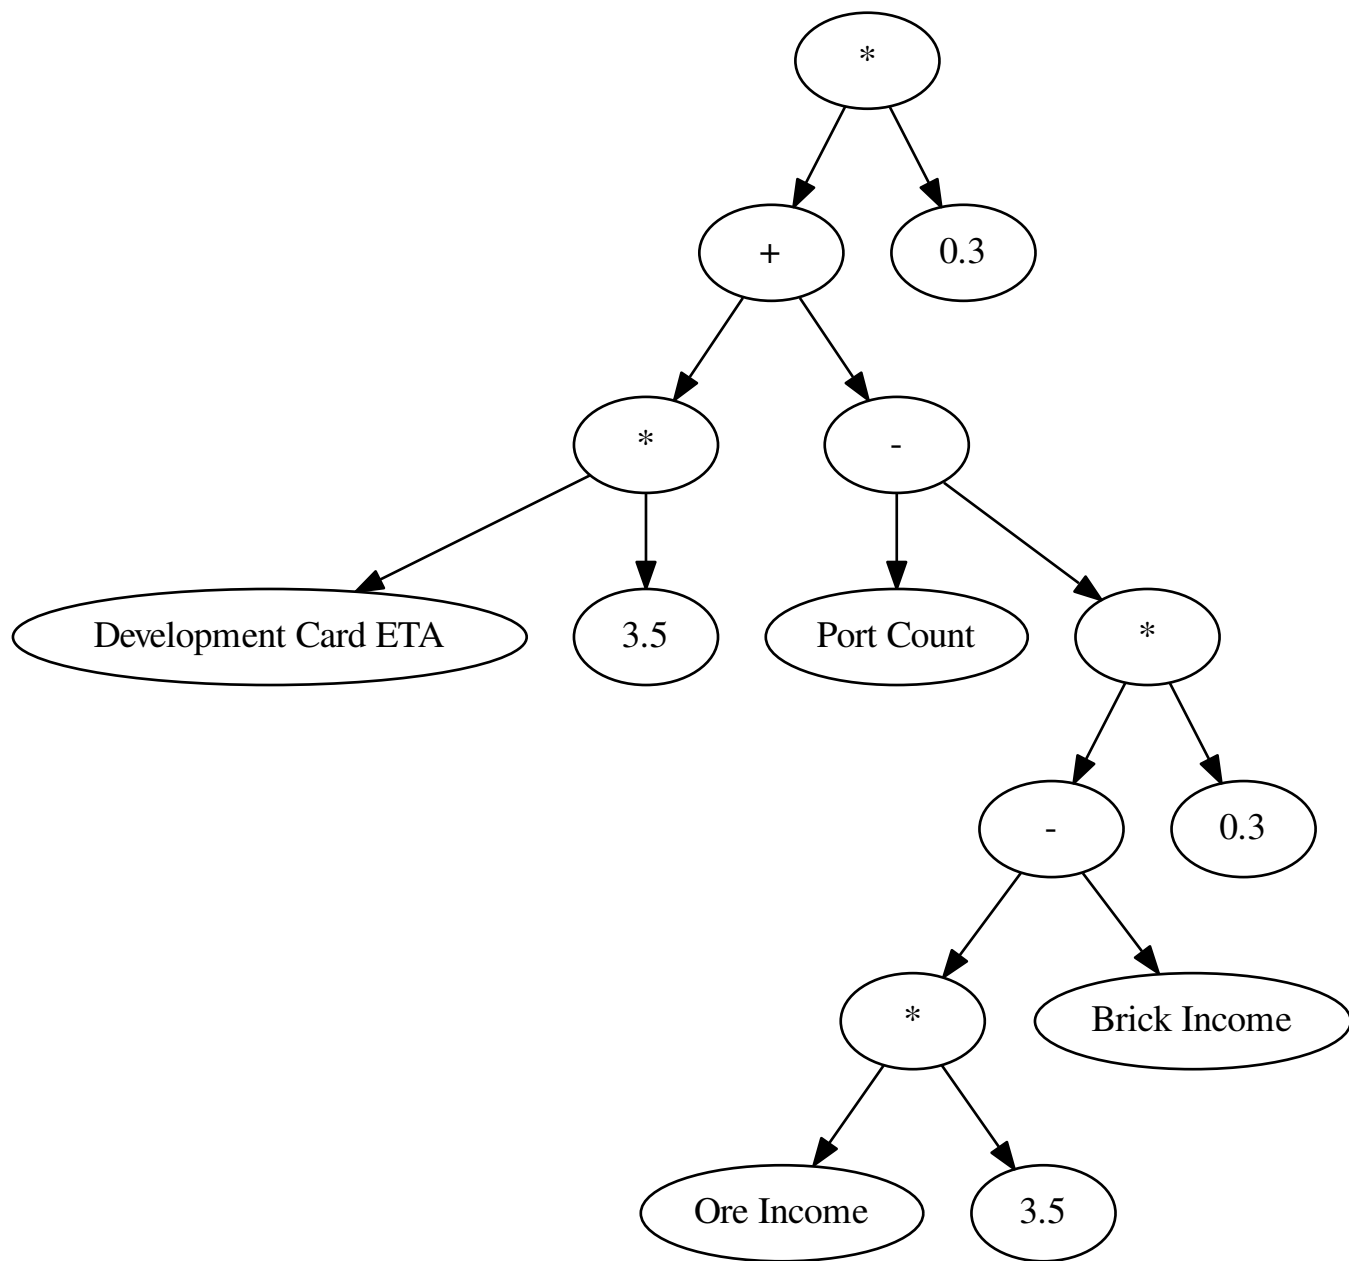 *
+
0.3
*
-
Development Card ETA
3.5
Port Count
*
-
0.3
*
Brick Income
Ore Income
3.5